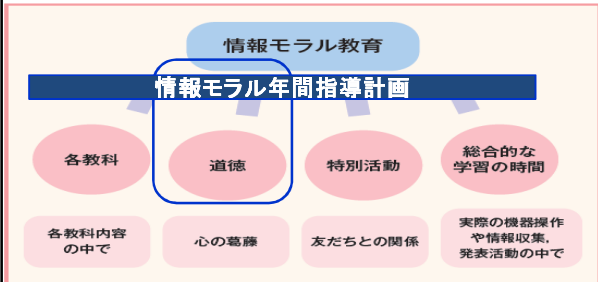 情報モラル教育
情報モラル年間指導計画
各教科
道徳
特別活動
総合的な
学習の時間
各教科内容
の中で
心の葛藤
友だちとの関係
実際の機器操作
や情報収集,
発表活動の中で